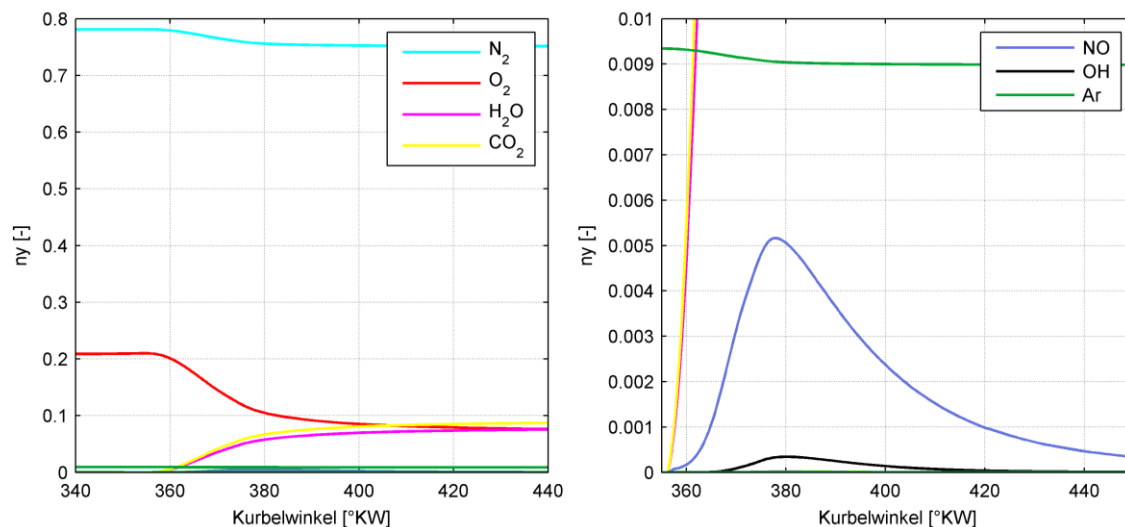 0.8
0.7
0.6
0.5
0.4
0.3
0.2
0.1
0
ny [-]
340
360
380
400
420
440
Kurbelwinkel [°KW]
N2
O2
H2O
CO2
0.01
0.009
0.008
0.007
0.006
0.005
0.004
0.003
0.002
0.001
0
ny [-]
360
380
400
420
440
Kurbelwinkel [°KW]
NO
OH
Ar